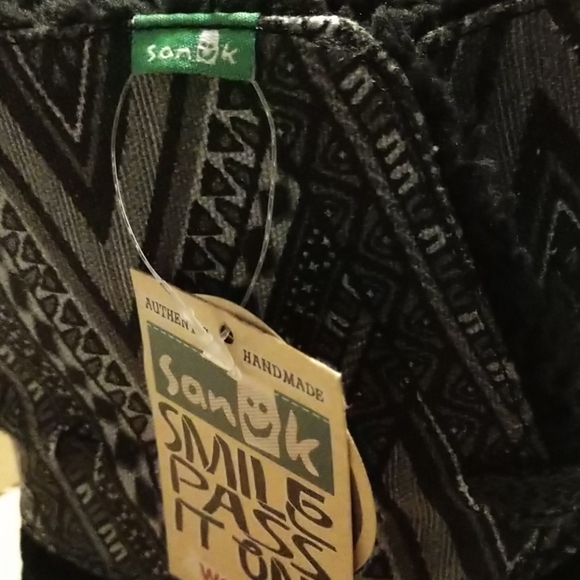 sanuk
AUTHENTIC HANDMADE
sanuk
SMILE
PASS
IT ON